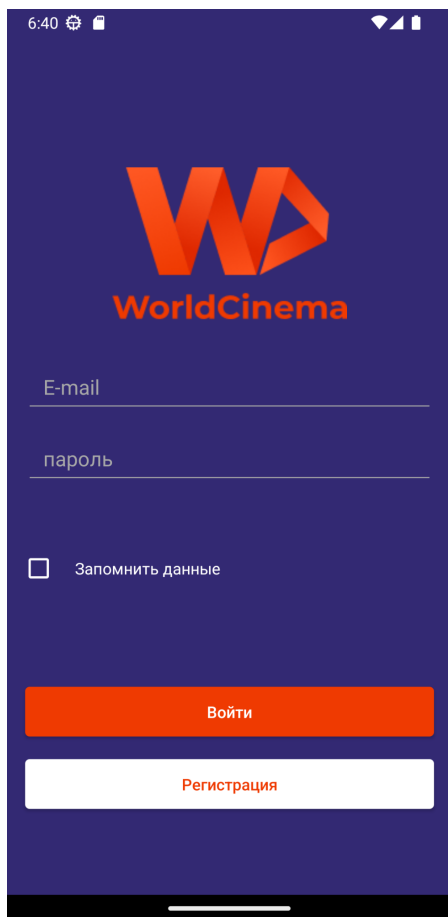 6:40
WorldCinema
E-mail
пароль
Запомнить данные
Войти
Регистрация